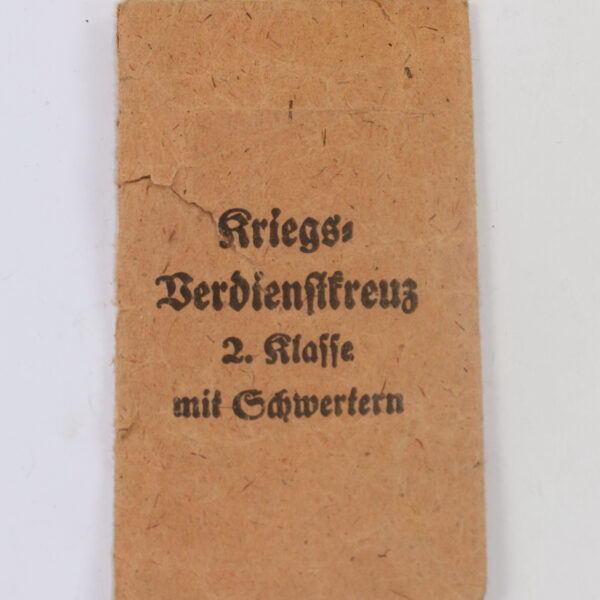 Kriegs-
Verdienstkreuz
2. Klasse
mit Schwertern